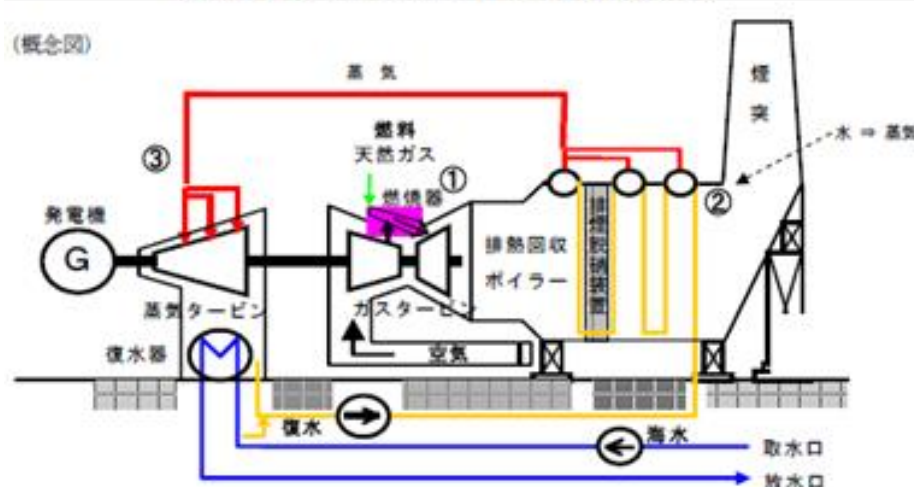 (概念図)
蒸 気
煙突
燃料
天然ガス
①
燃焼器
③
水 ⇒ 蒸気
②
発電機
G
排熱回収
ボイラー
排煙脱硝装置
蒸気タービン
ガスタービン
復水器
空気
復水
海水
取水口
放水口